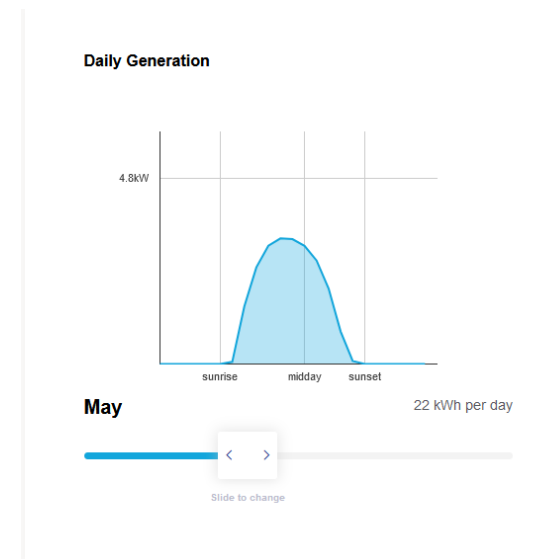 Daily Generation
4.8kW
sunrise midday sunset
May 22 kWh per day
Slide to change